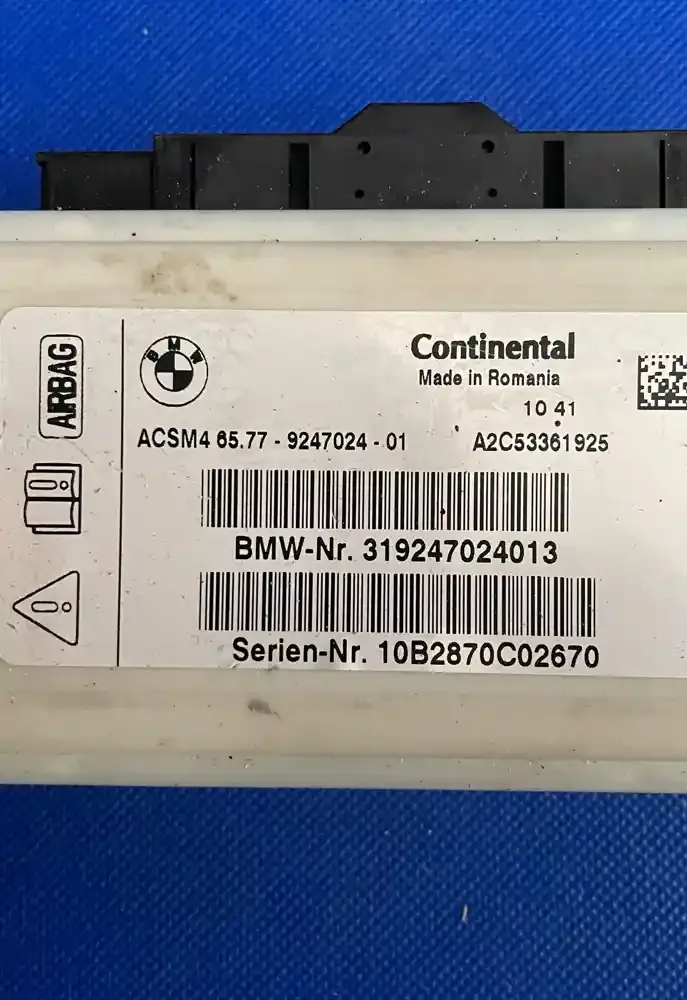 AIRBAG
BMW
Continental
Made in Romania
10 41
ACSM4 65.77 - 9247024 - 01 A2C53361925
BMW-Nr. 319247024013
Serien-Nr. 10B2870C02670